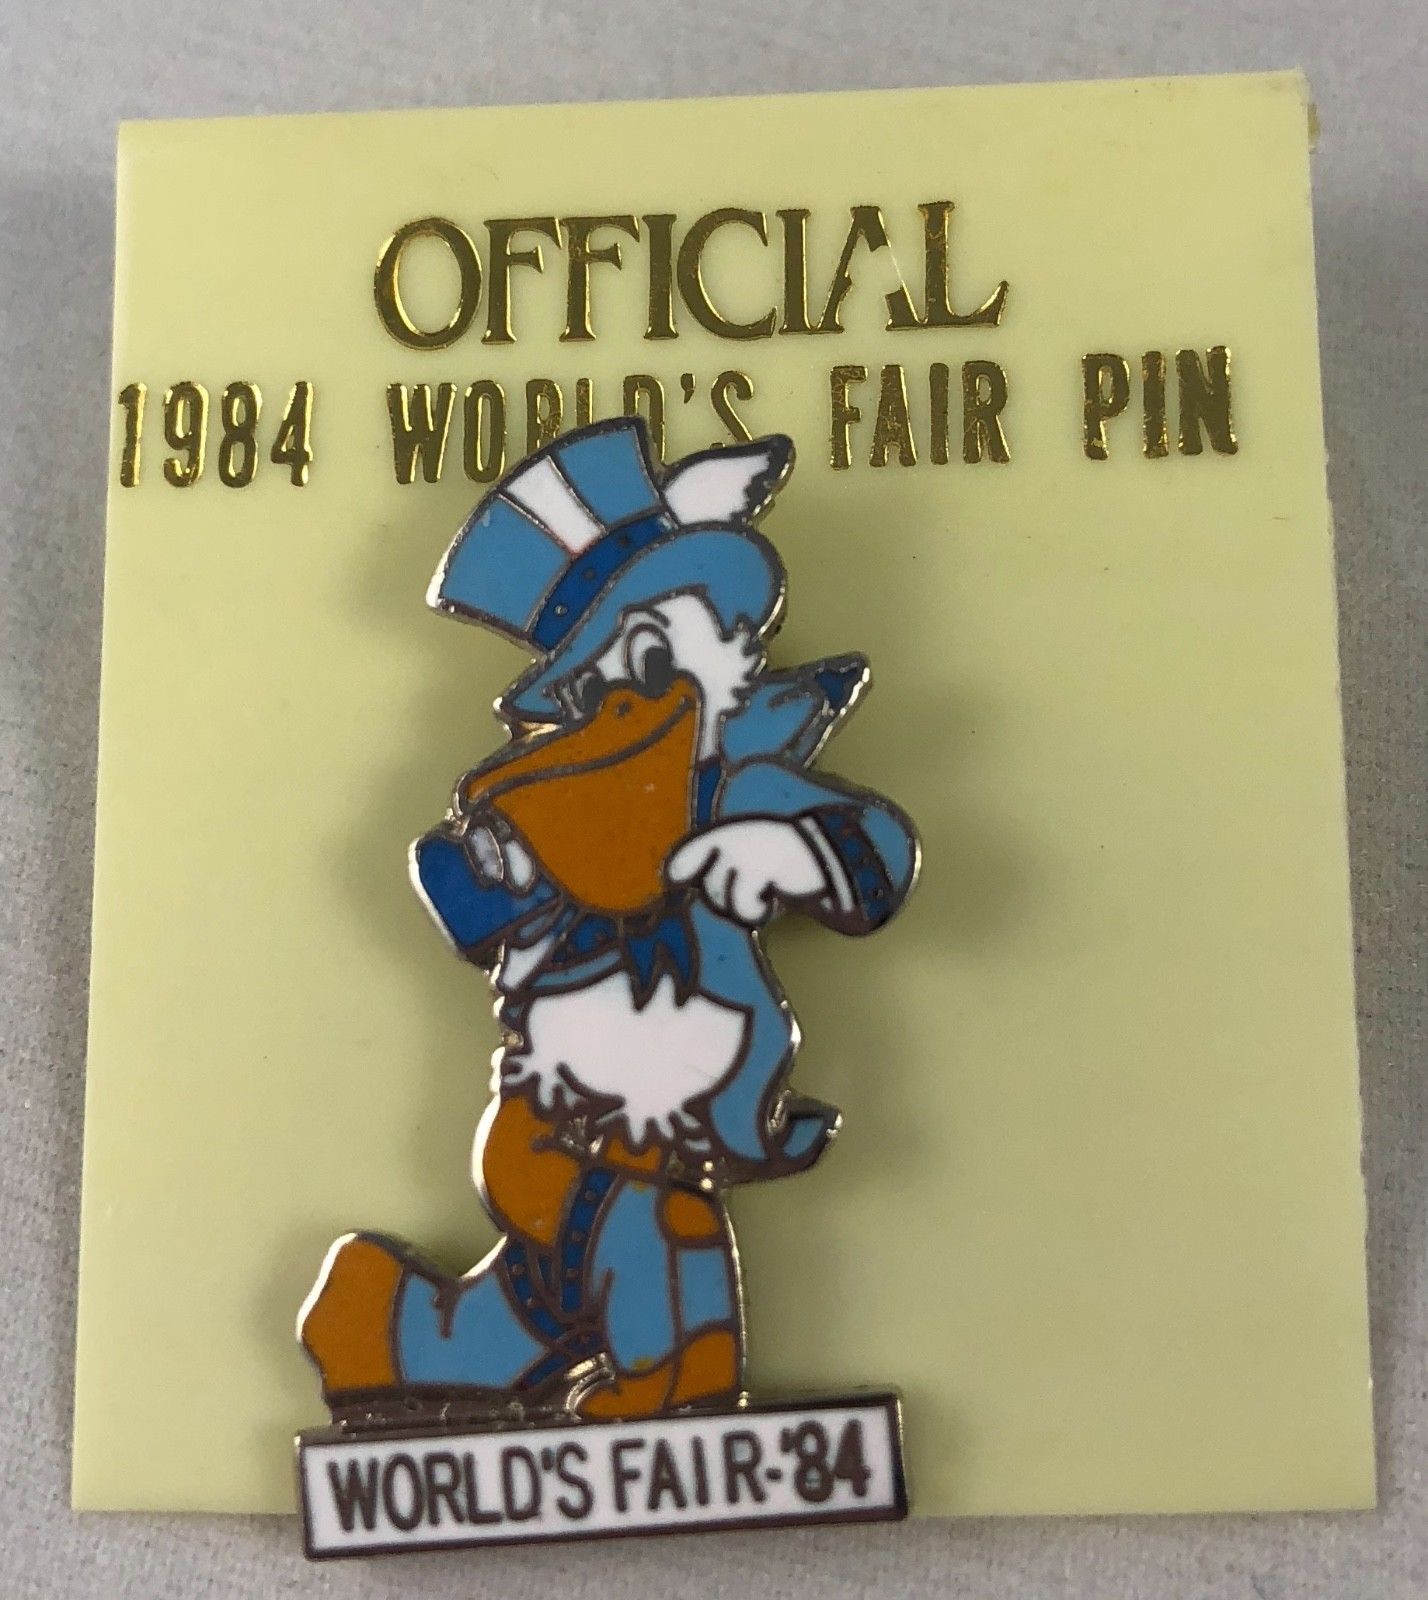 OFFICIAL
1984 WORLD'S FAIR PIN
WORLD'S FAIR-'84